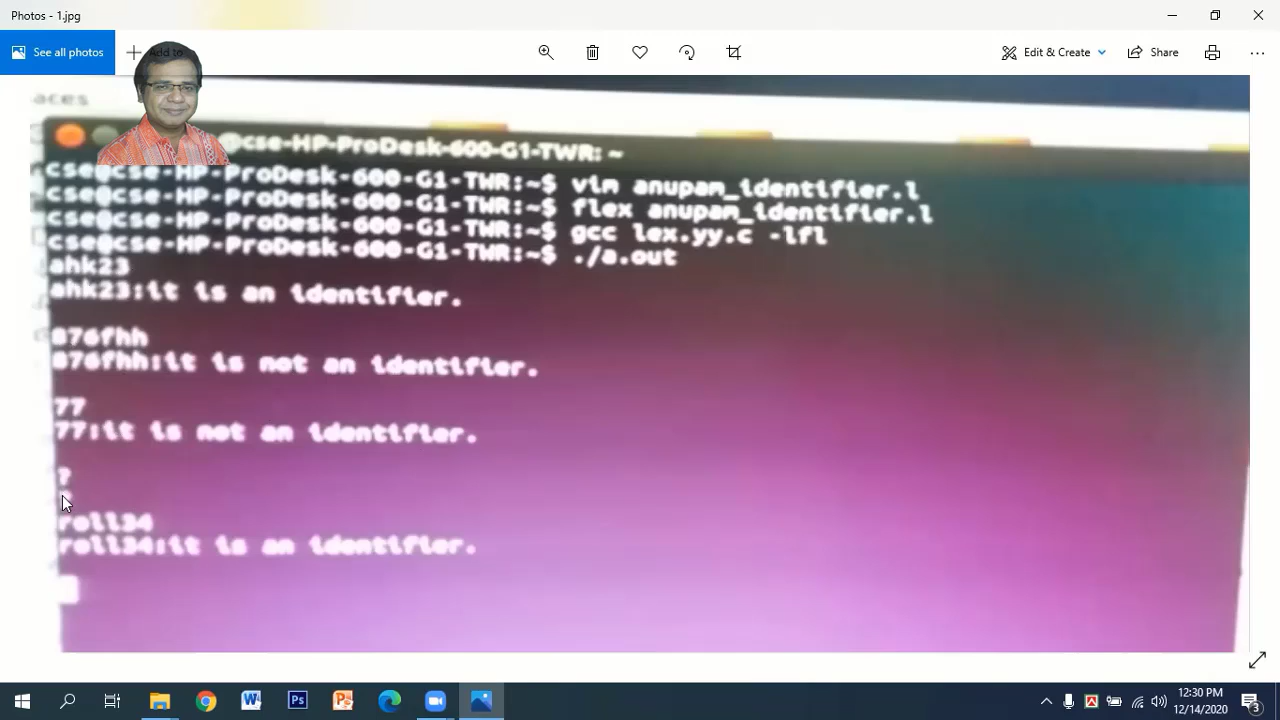 Photos - 1.jpg
See all photos
Add to
Edit & Create
Share
aces
@cse-HP-ProDesk-600-G1-TWR: ~
cse@cse-HP-ProDesk-600-G1-TWR:~$ vim anupam_identifier.l
cse@cse-HP-ProDesk-600-G1-TWR:~$ flex anupam_identifier.l
cse@cse-HP-ProDesk-600-G1-TWR:~$ gcc lex.yy.c -lfl
cse@cse-HP-ProDesk-600-G1-TWR:~$ ./a.out
ahk23
ahk23:it is an identifier.
876fhh
876fhh:it is not an identifier.
77
77:it is not an identifier.
?
roll34
roll34:it is an identifier.
12:30 PM
12/14/2020
3